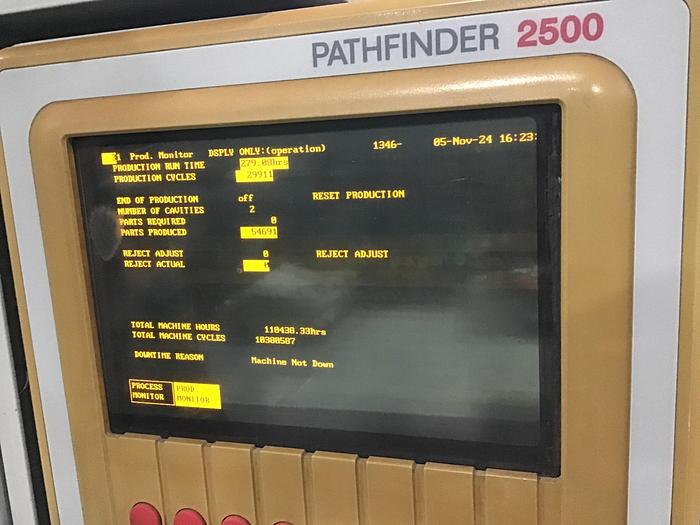 PATHFINDER 2500
1 Prod. Monitor DSPLY ONLY:(operation) 1346- 05-Nov-24 16:23:
PRODUCTION RUN TIME 279.08hrs
PRODUCTION CYCLES 29911
END OF PRODUCTION off RESET PRODUCTION
NUMBER OF CAVITIES 2
PARTS REQUIRED 0
PARTS PRODUCED 54691
REJECT ADJUST 0 REJECT ADJUST
REJECT ACTUAL
TOTAL MACHINE HOURS 110438.33hrs
TOTAL MACHINE CYCLES 10300587
DOWNTIME REASON Machine Not Down
PROCESS MONITOR
PROD MONITOR